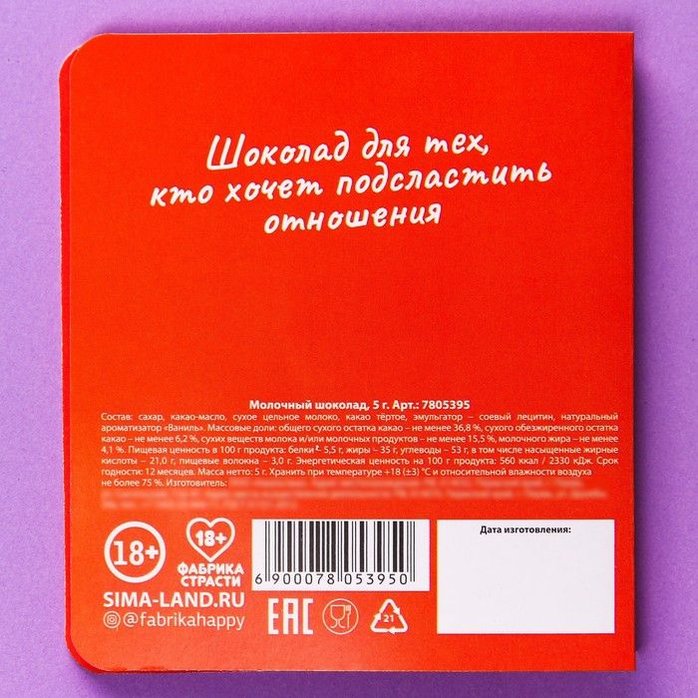 Шоколад для тех,
кто хочет подсластить
отношения
Молочный шоколад, 5 г. Арт.: 7805395
Состав: сахар, какао-масло, сухое цельное молоко, какао тёртое, эмульгатор – соевый лецитин, натуральный
ароматизатор «Ваниль». Массовые доли: общего сухого остатка какао – не менее 36,8 %, сухого обезжиренного остатка
какао – не менее 6,2 %, сухих веществ молока и/или молочных продуктов – не менее 15,5 %, молочного жира – не менее
4,1 %. Пищевая ценность в 100 г продукта: белки - 5,5 г, жиры – 35 г, углеводы – 53 г, в том числе насыщенные жирные
кислоты – 21,0 г, пищевые волокна – 3,0 г. Энергетическая ценность на 100 г продукта: 560 ккал / 2330 кДж. Срок
годности: 12 месяцев. Масса нетто: 5 г. Хранить при температуре +18 (±3) °С и относительной влажности воздуха
не более 75 %. Изготовитель:
18+
18+
ФАБРИКА
СТРАСТИ
SIMA-LAND.RU
@fabrikahappy
6 900078 053950
EAC
21
Дата изготовления: